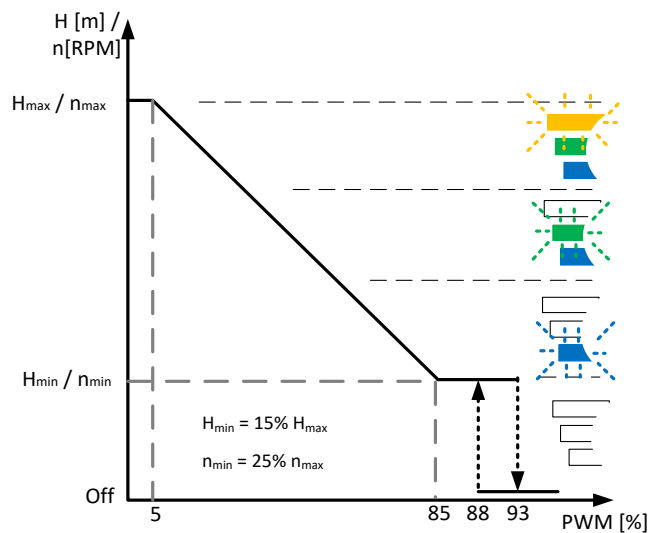 H [m] /
n[RPM]
Hmax / nmax
Hmin / nmin
Hmin = 15% Hmax
nmin = 25% nmax
Off
5
85
88
93
PWM [%]